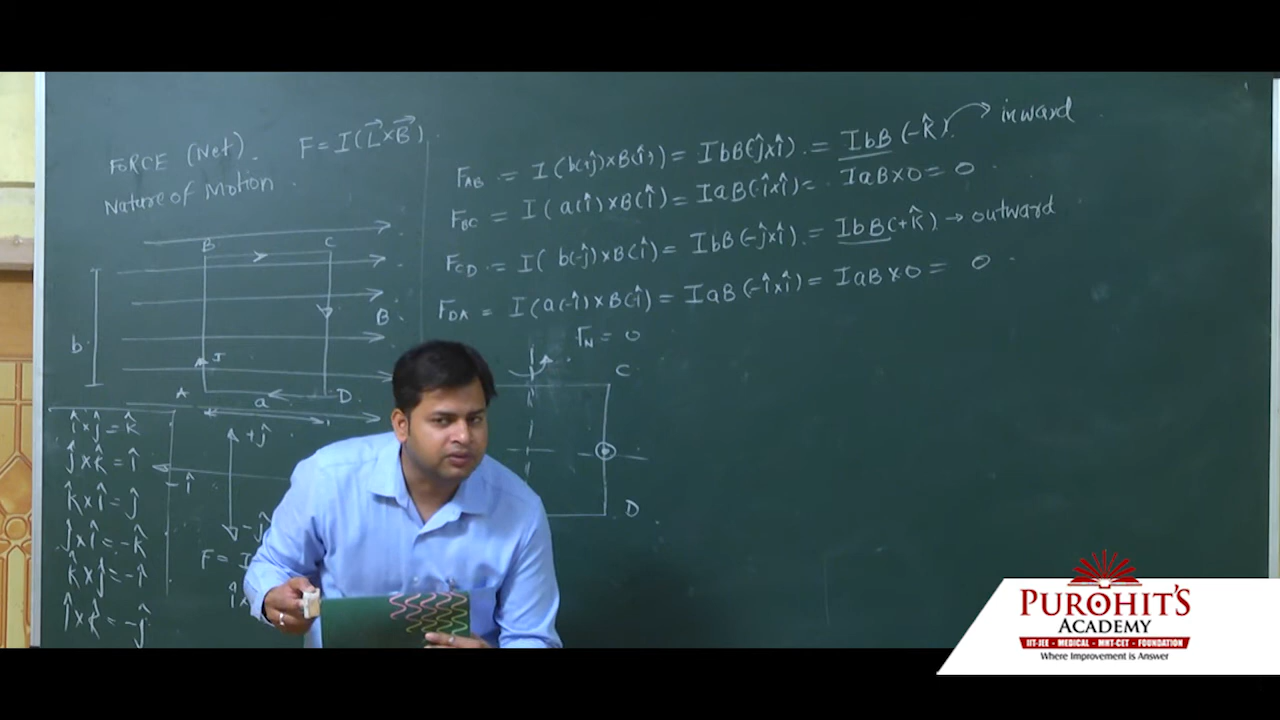 FORCE (Net).
F = I(L⃗×B⃗).
Nature of Motion.
F_AB = I(b(+ĵ)×B(î)) = IbB(ĵ×î) = IbB(-k̂) → inward
F_BC = I(a(î)×B(î)) = IaB(î×î) = IaB×0 = 0
F_CD = I(b(-ĵ)×B(î)) = IbB(-ĵ×î) = IbB(+k̂) → outward
F_DA = I(a(-î)×B(î)) = IaB(-î×î) = IaB×0 = 0
F_N = 0
B C
B.
b
I
A D
a
C
D
î×ĵ = k̂
ĵ×k̂ = î
k̂×î = ĵ
ĵ×î = -k̂
k̂×ĵ = -î
î×k̂ = -ĵ
+ĵ
-î
-ĵ
F = I
PUROHIT'S
ACADEMY
IIT-JEE - MEDICAL - MHT-CET - FOUNDATION
Where Improvement is Answer